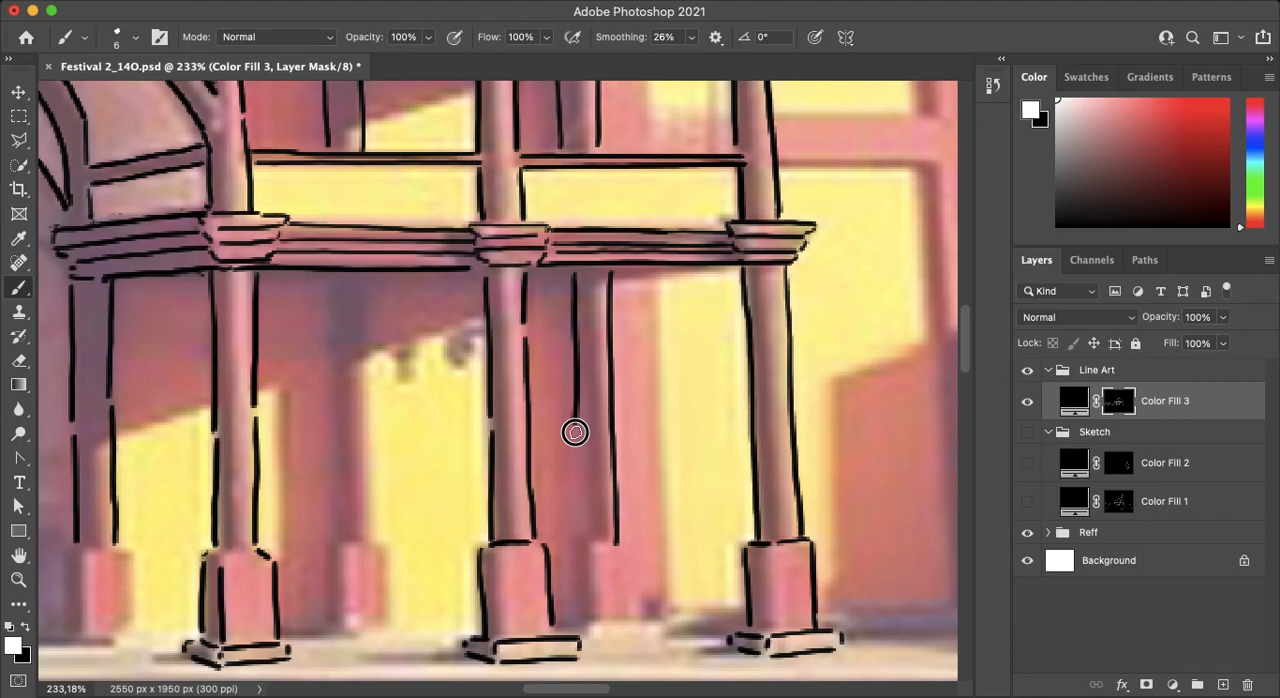 Adobe Photoshop 2021
6
Mode: Normal Opacity: 100% Flow: 100% Smoothing: 26% 0°
Festival 2_14O.psd @ 233% (Color Fill 3, Layer Mask/8) *
Color Swatches Gradients Patterns
Layers Channels Paths
Kind
Normal Opacity: 100%
Lock: Fill: 100%
Line Art
Color Fill 3
Sketch
Color Fill 2
Color Fill 1
Reff
Background
233,18% 2550 px x 1950 px (300 ppi)